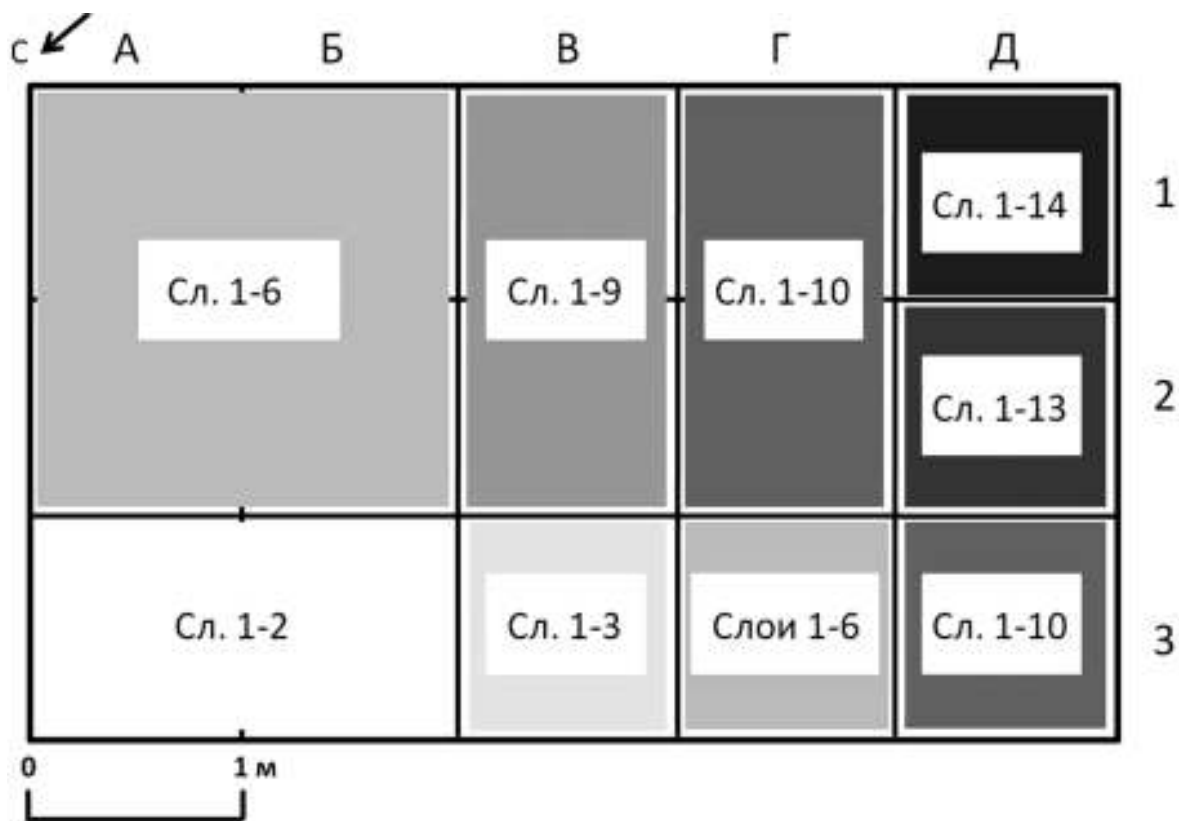 С А Б В Г Д
Сл. 1-14 1
Сл. 1-6 Сл. 1-9 Сл. 1-10
Сл. 1-13 2
Сл. 1-2 Сл. 1-3 Слои 1-6 Сл. 1-10 3
0 1 м